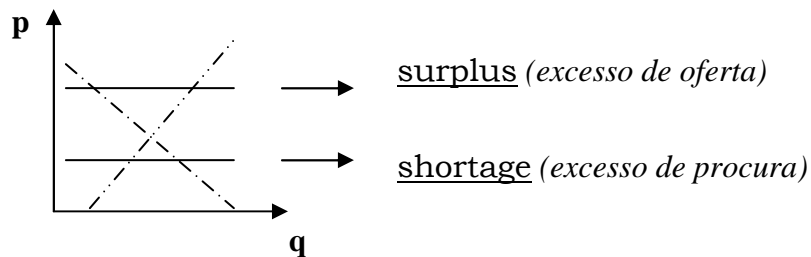 p
surplus (excesso de oferta)
shortage (excesso de procura)
q